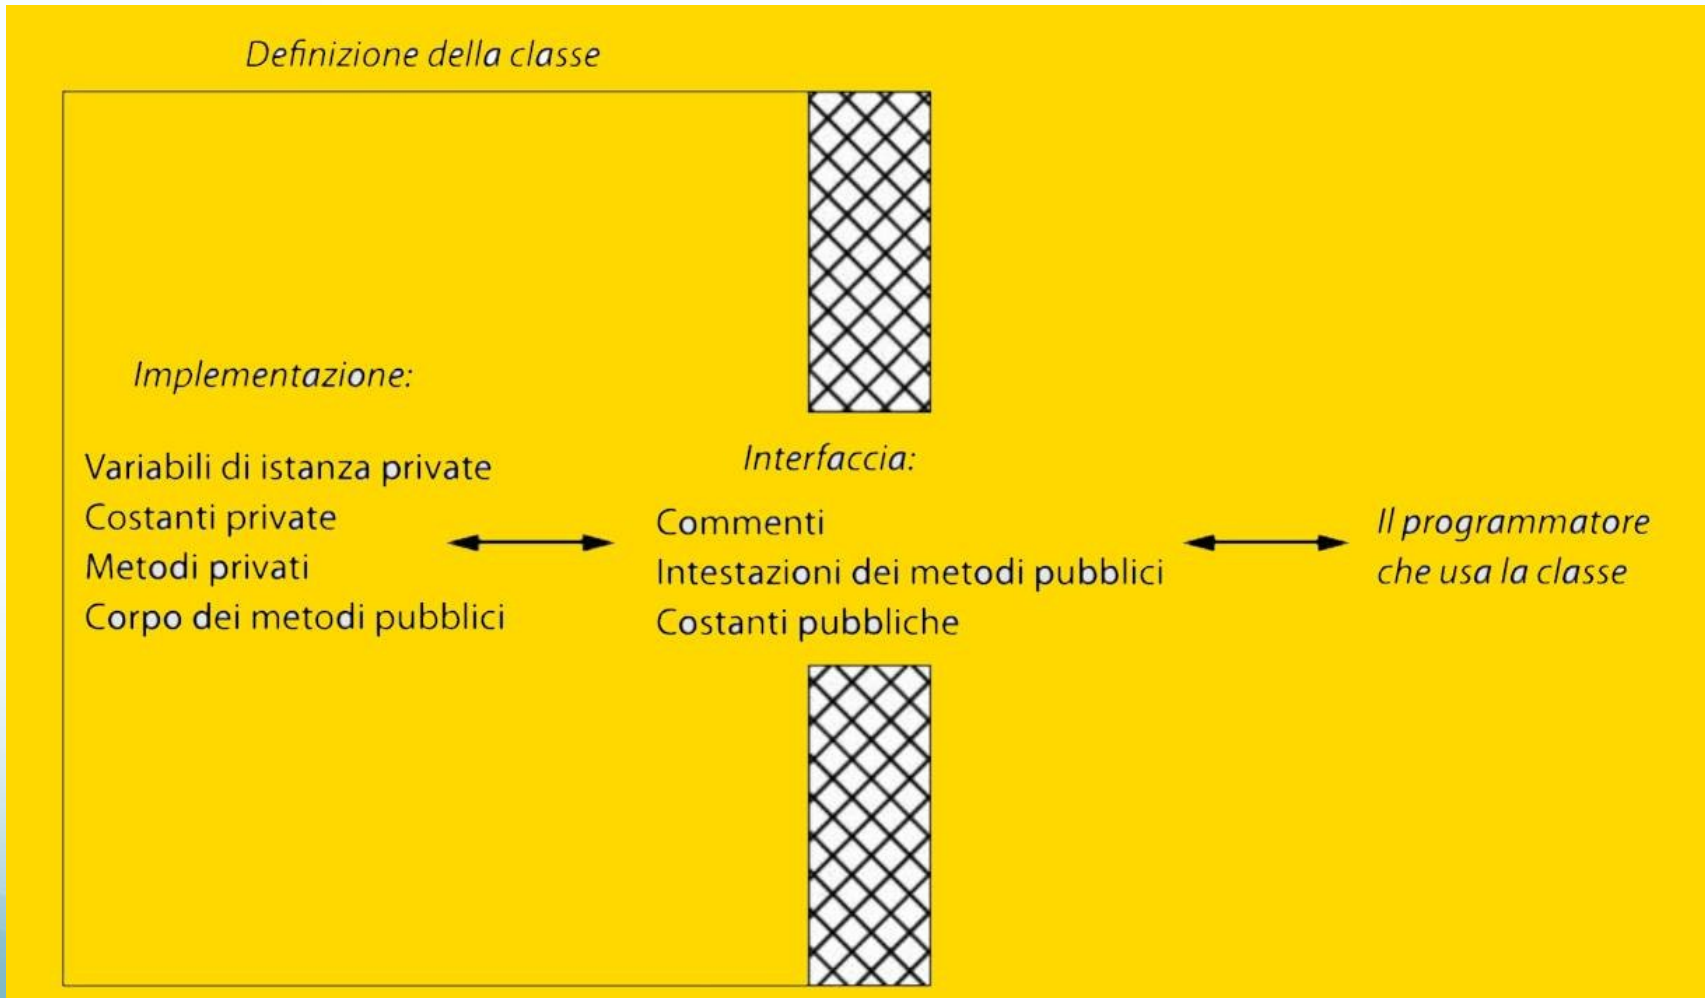 Definizione della classe
Implementazione:
Variabili di istanza private
Costanti private
Metodi privati
Corpo dei metodi pubblici
Interfaccia:
Commenti
Intestazioni dei metodi pubblici
Costanti pubbliche
Il programmatore
che usa la classe